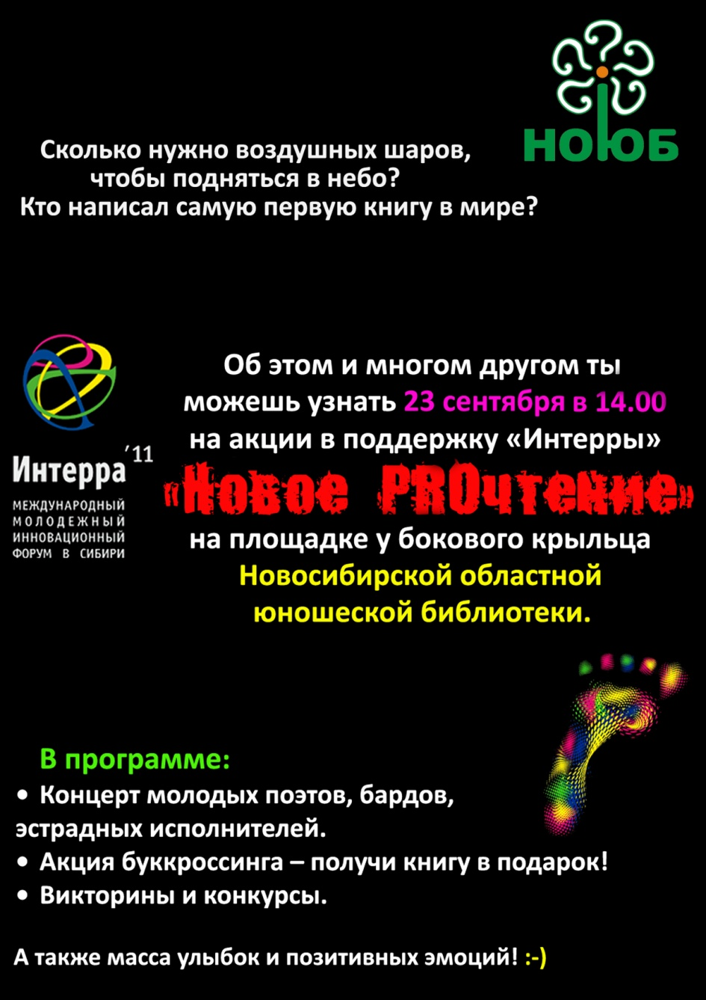 НОЮБ
Сколько нужно воздушных шаров,
чтобы подняться в небо?
Кто написал самую первую книгу в мире?
Интерра ′11
МЕЖДУНАРОДНЫЙ
МОЛОДЕЖНЫЙ
ИННОВАЦИОННЫЙ
ФОРУМ В СИБИРИ
Об этом и многом другом ты
можешь узнать 23 сентября в 14.00
на акции в поддержку «Интерры»
«Новое PROчтение»
на площадке у бокового крыльца
Новосибирской областной
юношеской библиотеки.
В программе:
• Концерт молодых поэтов, бардов,
эстрадных исполнителей.
• Акция буккроссинга – получи книгу в подарок!
• Викторины и конкурсы.
А также масса улыбок и позитивных эмоций! :-)